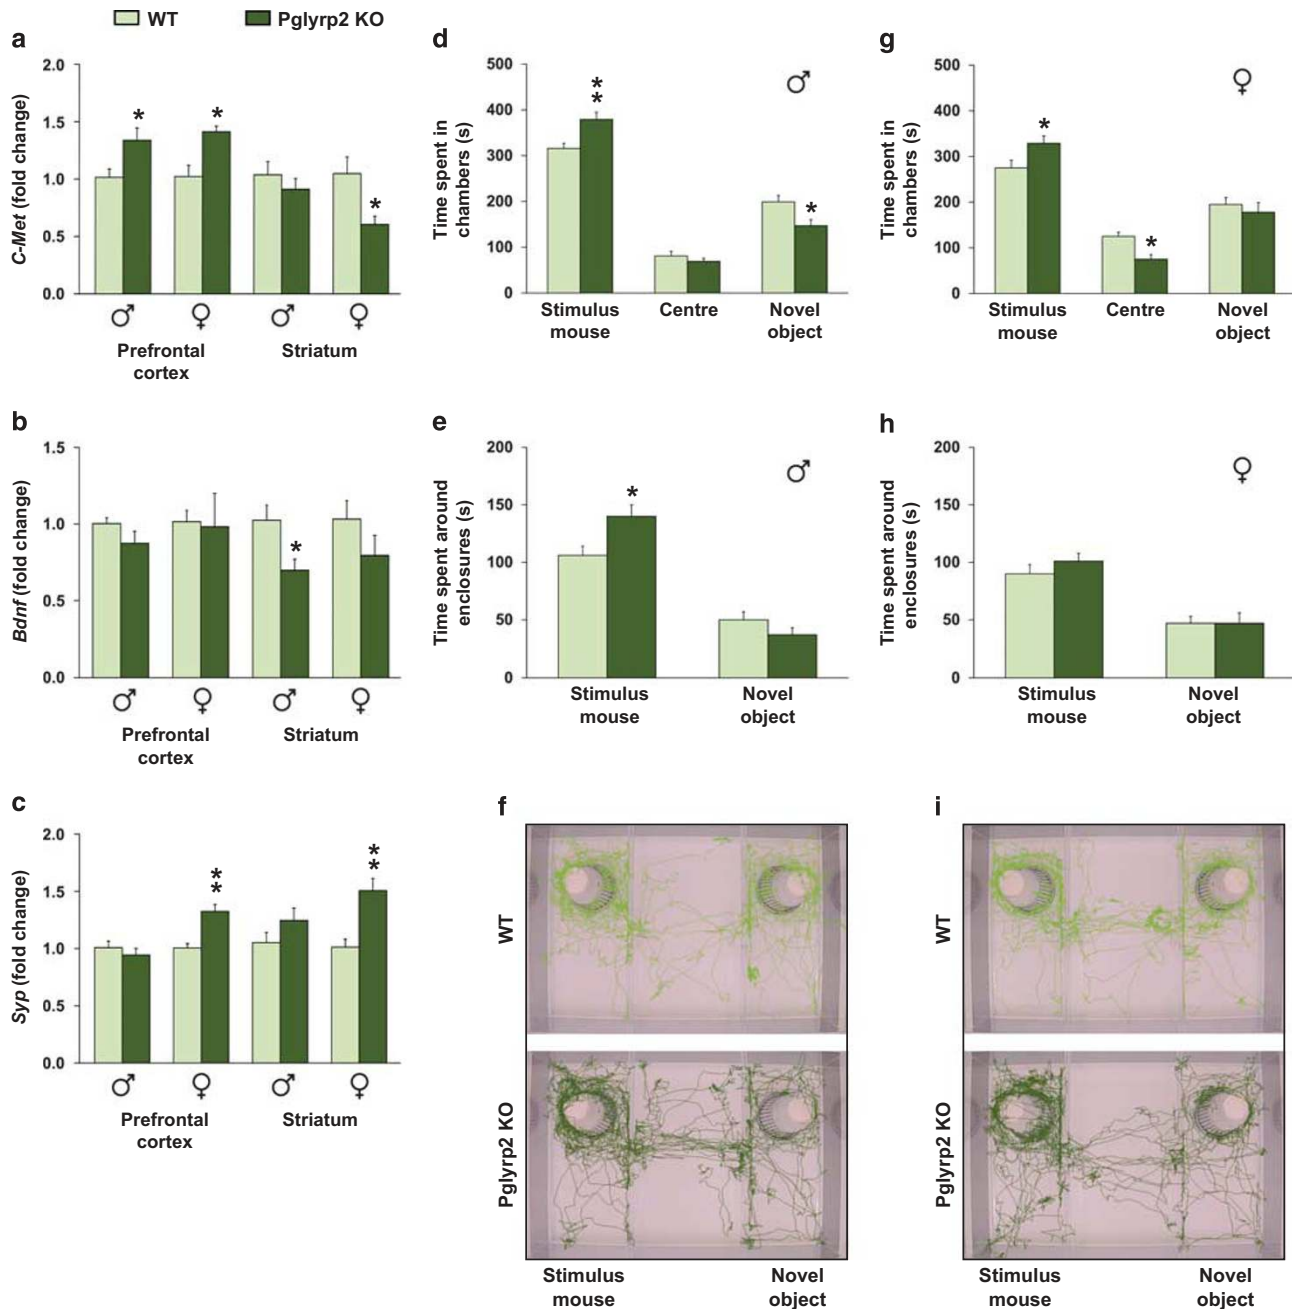 WT Pglyrp2 KO
a
C-Met (fold change)
2.0
1.5
1.0
0.5
0.0
♂ ♀ ♂ ♀
Prefrontal
cortex
Striatum
b
Bdnf (fold change)
1.5
1.0
0.5
0.0
♂ ♀ ♂ ♀
Prefrontal
cortex
Striatum
c
Syp (fold change)
2.0
1.5
1.0
0.5
0.0
♂ ♀ ♂ ♀
Prefrontal
cortex
Striatum
d
♂
Time spent in
chambers (s)
500
400
300
200
100
0
Stimulus
mouse
Centre
Novel
object
e
♂
Time spent around
enclosures (s)
200
150
100
50
0
Stimulus
mouse
Novel
object
f
WT
Pglyrp2 KO
Stimulus
mouse
Novel
object
g
♀
Time spent in
chambers (s)
500
400
300
200
100
0
Stimulus
mouse
Centre
Novel
object
h
♀
Time spent around
enclosures (s)
200
150
100
50
0
Stimulus
mouse
Novel
object
i
WT
Pglyrp2 KO
Stimulus
mouse
Novel
object